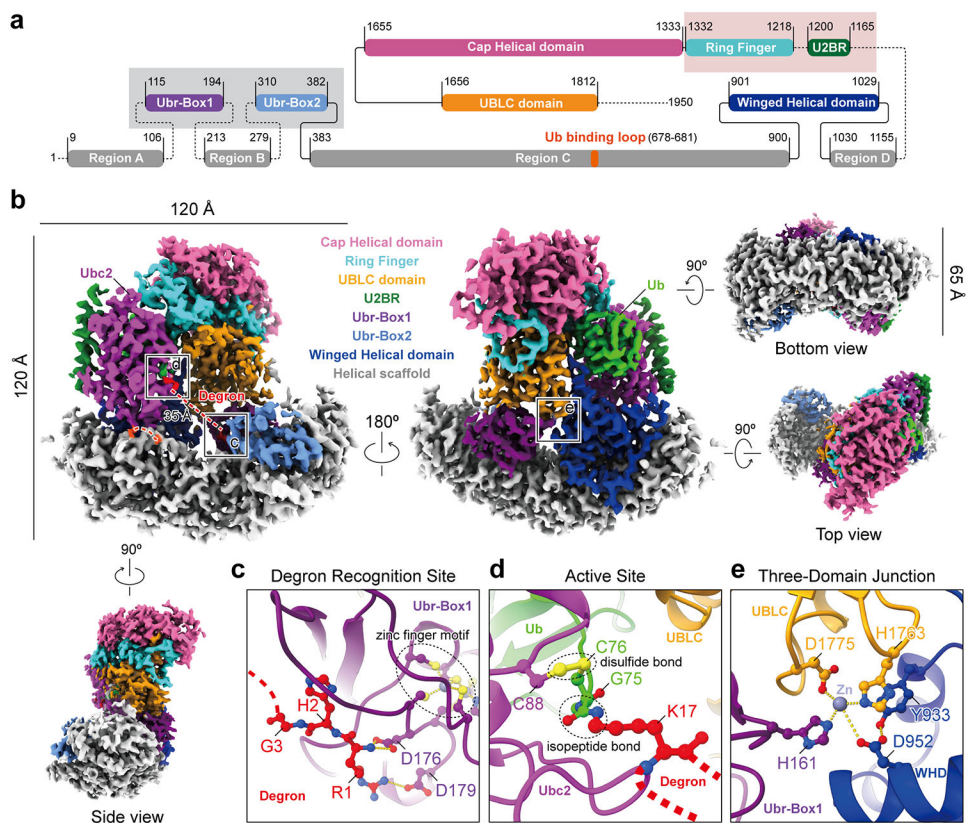 a
1655 1333 1332 1218 1200 1165
Cap Helical domain Ring Finger U2BR
115 194 310 382 1656 1812 901 1029
Ubr-Box1 Ubr-Box2 UBLC domain 1950 Winged Helical domain
9 106 213 279 383 Ub binding loop (678-681) 900 1030 1155
1 Region A Region B Region C Region D
b
120 Å
120 Å
Ubc2
d
Degron
35 Å
c
Cap Helical domain
Ring Finger
UBLC domain
U2BR
Ubr-Box1
Ubr-Box2
Winged Helical domain
Helical scaffold
180º
Ub
e
90º
65 Å
Bottom view
90º
Top view
90º
Side view
c Degron Recognition Site
Ubr-Box1
zinc finger motif
H2
G3
D176
R1
D179
Degron
d Active Site
Ub
UBLC
C76
disulfide bond
G75
C88
K17
isopeptide bond
Ubc2
Degron
e Three-Domain Junction
UBLC
H1763
D1775
Zn
Y933
D952
H161
WHD
Ubr-Box1